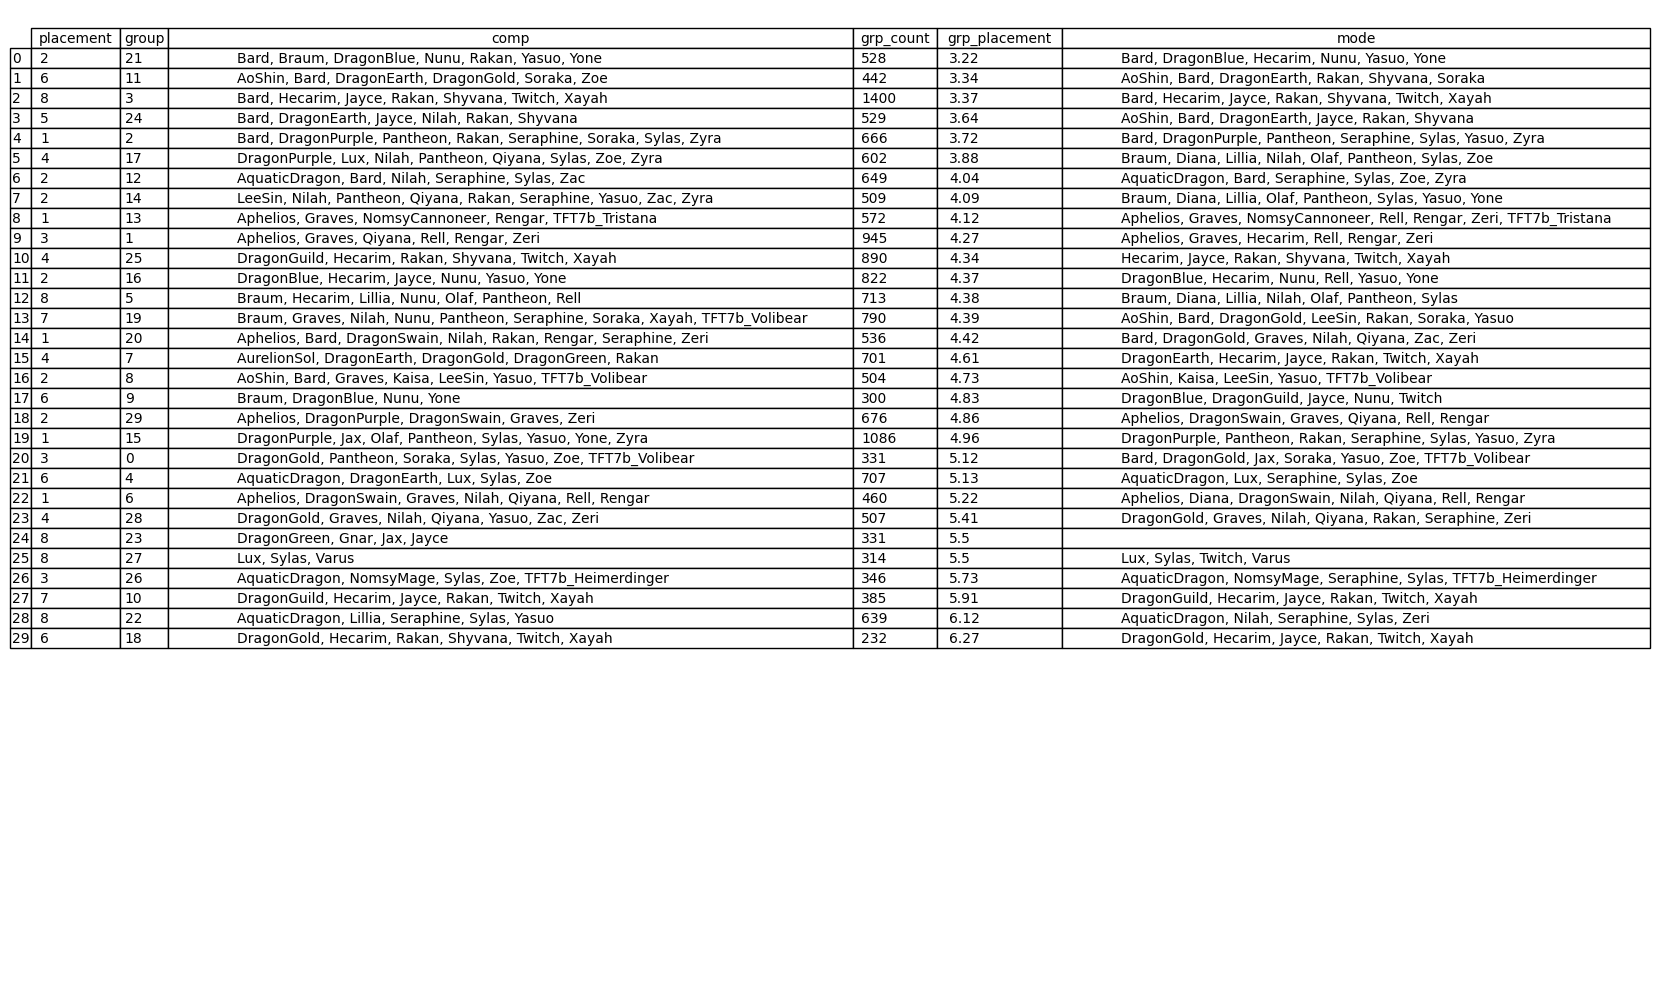 placement group comp grp_count grp_placement mode
0 2 21 Bard, Braum, DragonBlue, Nunu, Rakan, Yasuo, Yone 528 3.22 Bard, DragonBlue, Hecarim, Nunu, Yasuo, Yone
1 6 11 AoShin, Bard, DragonEarth, DragonGold, Soraka, Zoe 442 3.34 AoShin, Bard, DragonEarth, Rakan, Shyvana, Soraka
2 8 3 Bard, Hecarim, Jayce, Rakan, Shyvana, Twitch, Xayah 1400 3.37 Bard, Hecarim, Jayce, Rakan, Shyvana, Twitch, Xayah
3 5 24 Bard, DragonEarth, Jayce, Nilah, Rakan, Shyvana 529 3.64 AoShin, Bard, DragonEarth, Jayce, Rakan, Shyvana
4 1 2 Bard, DragonPurple, Pantheon, Rakan, Seraphine, Soraka, Sylas, Zyra 666 3.72 Bard, DragonPurple, Pantheon, Seraphine, Sylas, Yasuo, Zyra
5 4 17 DragonPurple, Lux, Nilah, Pantheon, Qiyana, Sylas, Zoe, Zyra 602 3.88 Braum, Diana, Lillia, Nilah, Olaf, Pantheon, Sylas, Zoe
6 2 12 AquaticDragon, Bard, Nilah, Seraphine, Sylas, Zac 649 4.04 AquaticDragon, Bard, Seraphine, Sylas, Zoe, Zyra
7 2 14 LeeSin, Nilah, Pantheon, Qiyana, Rakan, Seraphine, Yasuo, Zac, Zyra 509 4.09 Braum, Diana, Lillia, Olaf, Pantheon, Sylas, Yasuo, Yone
8 1 13 Aphelios, Graves, NomsyCannoneer, Rengar, TFT7b_Tristana 572 4.12 Aphelios, Graves, NomsyCannoneer, Rell, Rengar, Zeri, TFT7b_Tristana
9 3 1 Aphelios, Graves, Qiyana, Rell, Rengar, Zeri 945 4.27 Aphelios, Graves, Hecarim, Rell, Rengar, Zeri
10 4 25 DragonGuild, Hecarim, Rakan, Shyvana, Twitch, Xayah 890 4.34 Hecarim, Jayce, Rakan, Shyvana, Twitch, Xayah
11 2 16 DragonBlue, Hecarim, Jayce, Nunu, Yasuo, Yone 822 4.37 DragonBlue, Hecarim, Nunu, Rell, Yasuo, Yone
12 8 5 Braum, Hecarim, Lillia, Nunu, Olaf, Pantheon, Rell 713 4.38 Braum, Diana, Lillia, Nilah, Olaf, Pantheon, Sylas
13 7 19 Braum, Graves, Nilah, Nunu, Pantheon, Seraphine, Soraka, Xayah, TFT7b_Volibear 790 4.39 AoShin, Bard, DragonGold, LeeSin, Rakan, Soraka, Yasuo
14 1 20 Aphelios, Bard, DragonSwain, Nilah, Rakan, Rengar, Seraphine, Zeri 536 4.42 Bard, DragonGold, Graves, Nilah, Qiyana, Zac, Zeri
15 4 7 AurelionSol, DragonEarth, DragonGold, DragonGreen, Rakan 701 4.61 DragonEarth, Hecarim, Jayce, Rakan, Twitch, Xayah
16 2 8 AoShin, Bard, Graves, Kaisa, LeeSin, Yasuo, TFT7b_Volibear 504 4.73 AoShin, Kaisa, LeeSin, Yasuo, TFT7b_Volibear
17 6 9 Braum, DragonBlue, Nunu, Yone 300 4.83 DragonBlue, DragonGuild, Jayce, Nunu, Twitch
18 2 29 Aphelios, DragonPurple, DragonSwain, Graves, Zeri 676 4.86 Aphelios, DragonSwain, Graves, Qiyana, Rell, Rengar
19 1 15 DragonPurple, Jax, Olaf, Pantheon, Sylas, Yasuo, Yone, Zyra 1086 4.96 DragonPurple, Pantheon, Rakan, Seraphine, Sylas, Yasuo, Zyra
20 3 0 DragonGold, Pantheon, Soraka, Sylas, Yasuo, Zoe, TFT7b_Volibear 331 5.12 Bard, DragonGold, Jax, Soraka, Yasuo, Zoe, TFT7b_Volibear
21 6 4 AquaticDragon, DragonEarth, Lux, Sylas, Zoe 707 5.13 AquaticDragon, Lux, Seraphine, Sylas, Zoe
22 1 6 Aphelios, DragonSwain, Graves, Nilah, Qiyana, Rell, Rengar 460 5.22 Aphelios, Diana, DragonSwain, Nilah, Qiyana, Rell, Rengar
23 4 28 DragonGold, Graves, Nilah, Qiyana, Yasuo, Zac, Zeri 507 5.41 DragonGold, Graves, Nilah, Qiyana, Rakan, Seraphine, Zeri
24 8 23 DragonGreen, Gnar, Jax, Jayce 331 5.5
25 8 27 Lux, Sylas, Varus 314 5.5 Lux, Sylas, Twitch, Varus
26 3 26 AquaticDragon, NomsyMage, Sylas, Zoe, TFT7b_Heimerdinger 346 5.73 AquaticDragon, NomsyMage, Seraphine, Sylas, TFT7b_Heimerdinger
27 7 10 DragonGuild, Hecarim, Jayce, Rakan, Twitch, Xayah 385 5.91 DragonGuild, Hecarim, Jayce, Rakan, Twitch, Xayah
28 8 22 AquaticDragon, Lillia, Seraphine, Sylas, Yasuo 639 6.12 AquaticDragon, Nilah, Seraphine, Sylas, Zeri
29 6 18 DragonGold, Hecarim, Rakan, Shyvana, Twitch, Xayah 232 6.27 DragonGold, Hecarim, Jayce, Rakan, Twitch, Xayah